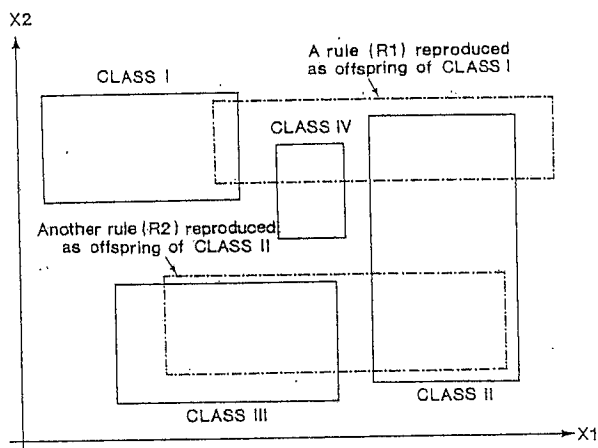 X2
A rule (R1) reproduced
as offspring of CLASS I
CLASS I
CLASS IV
Another rule (R2) reproduced
as offspring of CLASS II
CLASS II
CLASS III
X1